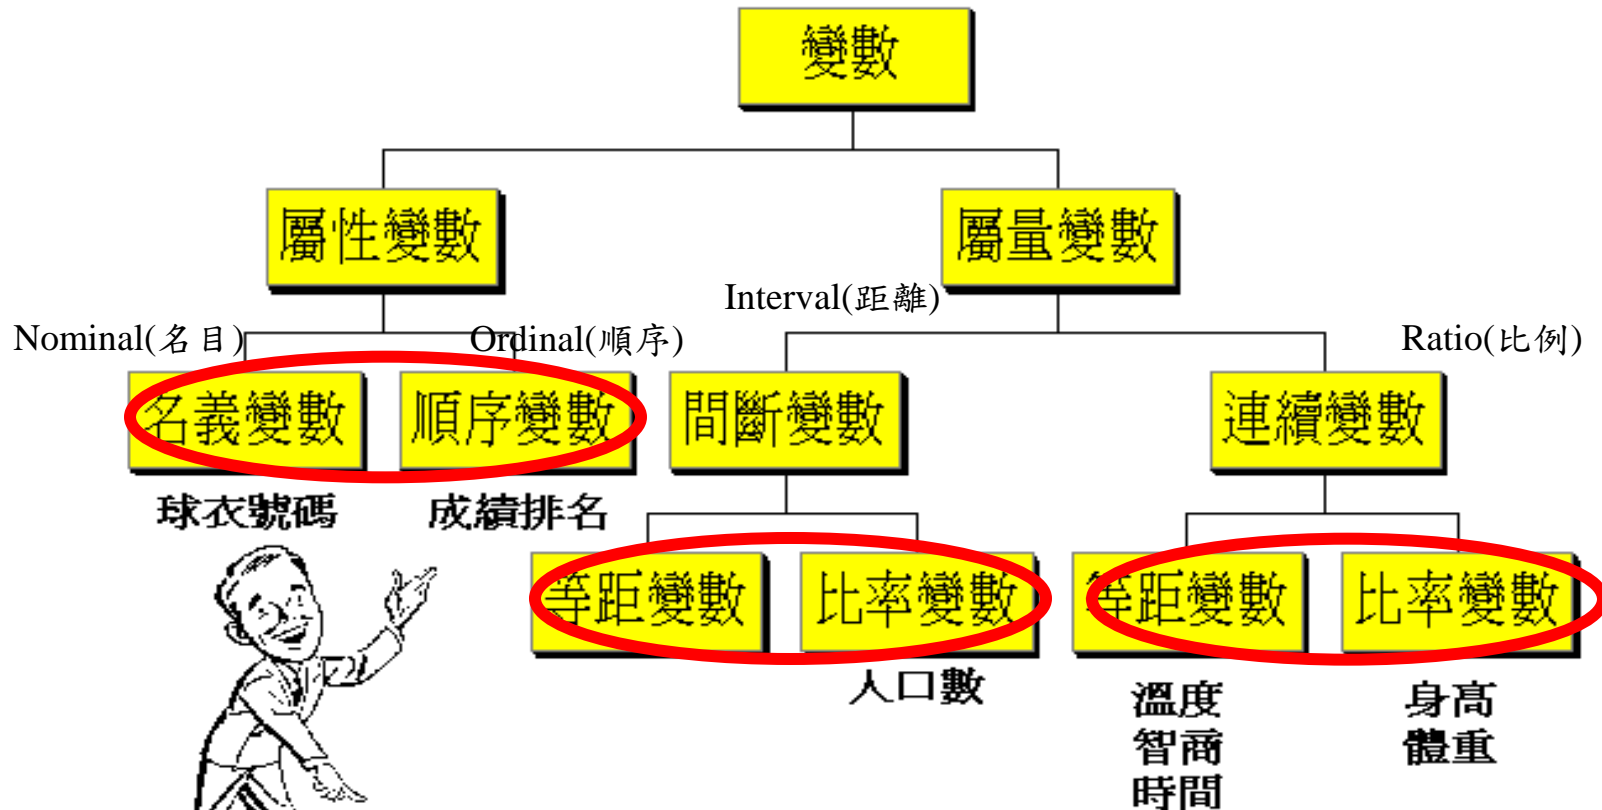 變數
屬性變數
屬量變數
Interval(距離)
Nominal(名目)
Ordinal(順序)
Ratio(比例)
名義變數
順序變數
間斷變數
連續變數
球衣號碼
成績排名
等距變數
比率變數
等距變數
比率變數
人口數
溫度
智商
時間
身高
體重